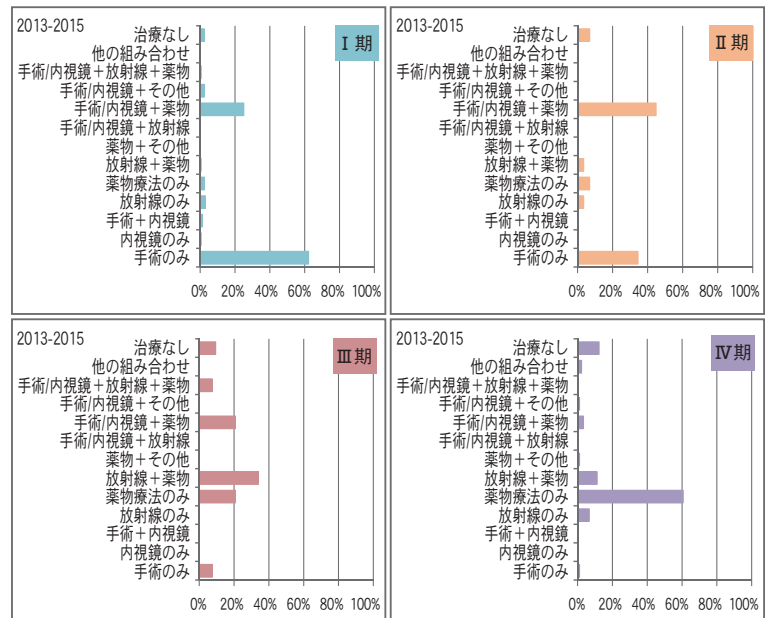 2013-2015
Ⅰ期
治療なし
他の組み合わせ
手術/内視鏡＋放射線＋薬物
手術/内視鏡＋その他
手術/内視鏡＋薬物
手術/内視鏡＋放射線
薬物＋その他
放射線＋薬物
薬物療法のみ
放射線のみ
手術＋内視鏡
内視鏡のみ
手術のみ
0% 20% 40% 60% 80% 100%
2013-2015
Ⅱ期
治療なし
他の組み合わせ
手術/内視鏡＋放射線＋薬物
手術/内視鏡＋その他
手術/内視鏡＋薬物
手術/内視鏡＋放射線
薬物＋その他
放射線＋薬物
薬物療法のみ
放射線のみ
手術＋内視鏡
内視鏡のみ
手術のみ
0% 20% 40% 60% 80% 100%
2013-2015
Ⅲ期
治療なし
他の組み合わせ
手術/内視鏡＋放射線＋薬物
手術/内視鏡＋その他
手術/内視鏡＋薬物
手術/内視鏡＋放射線
薬物＋その他
放射線＋薬物
薬物療法のみ
放射線のみ
手術＋内視鏡
内視鏡のみ
手術のみ
0% 20% 40% 60% 80% 100%
2013-2015
Ⅳ期
治療なし
他の組み合わせ
手術/内視鏡＋放射線＋薬物
手術/内視鏡＋その他
手術/内視鏡＋薬物
手術/内視鏡＋放射線
薬物＋その他
放射線＋薬物
薬物療法のみ
放射線のみ
手術＋内視鏡
内視鏡のみ
手術のみ
0% 20% 40% 60% 80% 100%